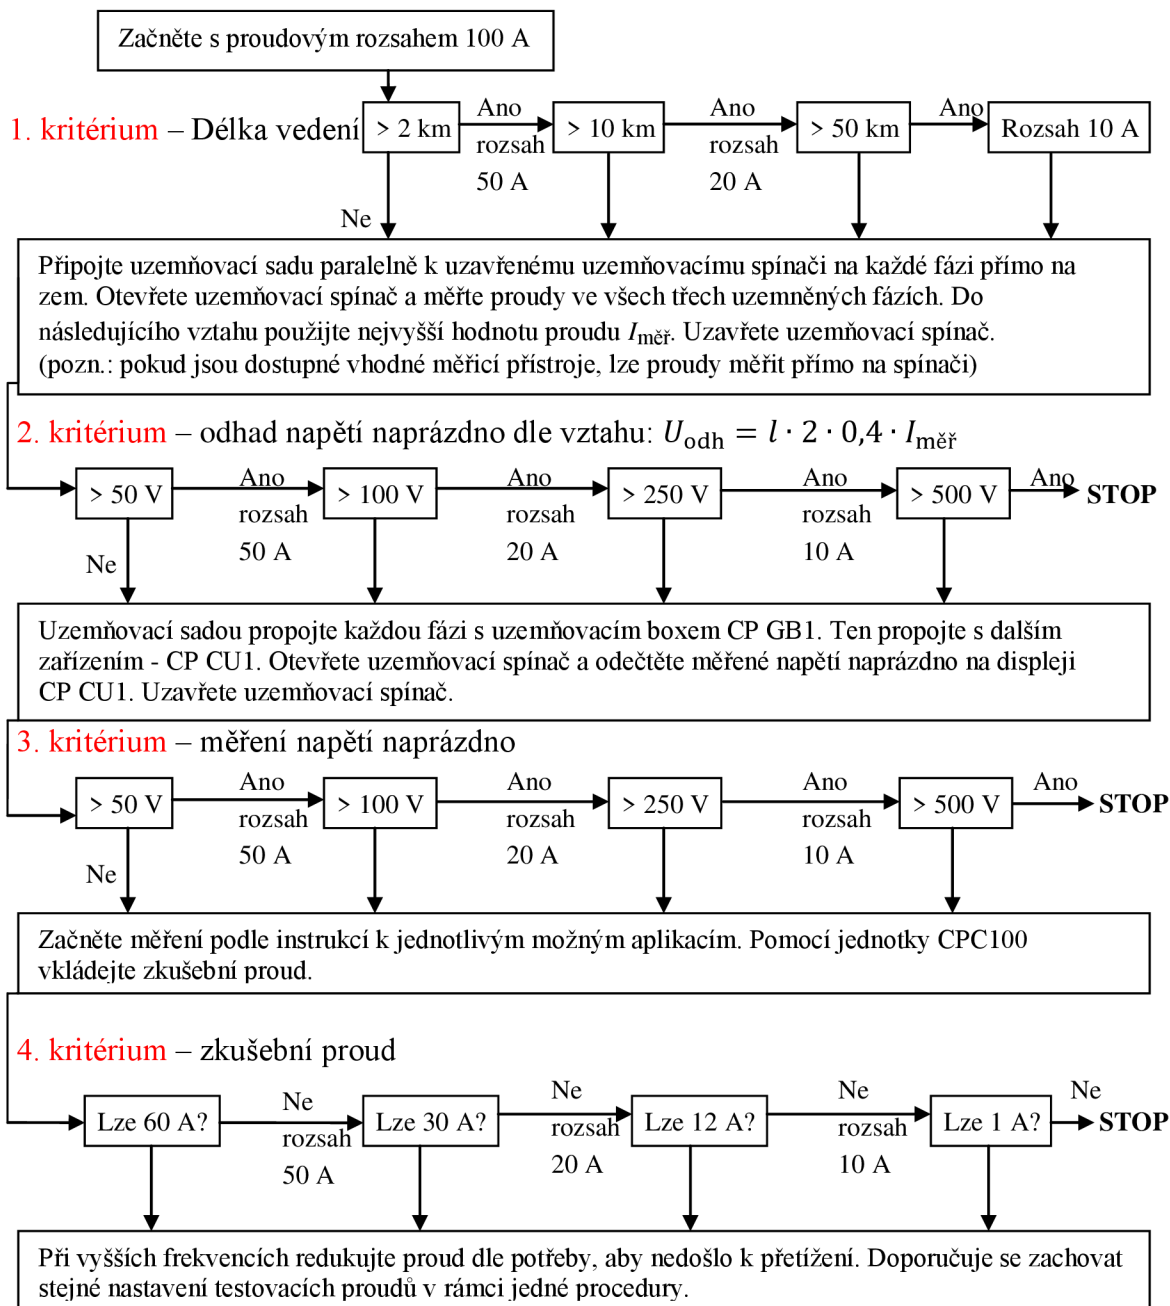 Začněte s proudovým rozsahem 100 A
1. kritérium – Délka vedení
> 2 km
Ano
rozsah
50 A
> 10 km
Ano
rozsah
20 A
> 50 km
Ano
Rozsah 10 A
Ne
Připojte uzemňovací sadu paralelně k uzavřenému uzemňovacímu spínači na každé fázi přímo na
zem. Otevřete uzemňovací spínač a měřte proudy ve všech třech uzemněných fázích. Do
následujícího vztahu použijte nejvyšší hodnotu proudu I měř. Uzavřete uzemňovací spínač.
(pozn.: pokud jsou dostupné vhodné měřicí přístroje, lze proudy měřit přímo na spínači)
2. kritérium – odhad napětí naprázdno dle vztahu: U odh = l · 2 · 0,4 · I měř
> 50 V
Ano
rozsah
50 A
> 100 V
Ano
rozsah
20 A
> 250 V
Ano
rozsah
10 A
> 500 V
Ano
STOP
Ne
Uzemňovací sadou propojte každou fázi s uzemňovacím boxem CP GB1. Ten propojte s dalším
zařízením - CP CU1. Otevřete uzemňovací spínač a odečtěte měřené napětí naprázdno na displeji
CP CU1. Uzavřete uzemňovací spínač.
3. kritérium – měření napětí naprázdno
> 50 V
Ano
rozsah
50 A
> 100 V
Ano
rozsah
20 A
> 250 V
Ano
rozsah
10 A
> 500 V
Ano
STOP
Ne
Začněte měření podle instrukcí k jednotlivým možným aplikacím. Pomocí jednotky CPC100
vkládejte zkušební proud.
4. kritérium – zkušební proud
Lze 60 A?
Ne
rozsah
50 A
Lze 30 A?
Ne
rozsah
20 A
Lze 12 A?
Ne
rozsah
10 A
Lze 1 A?
Ne
STOP
Při vyšších frekvencích redukujte proud dle potřeby, aby nedošlo k přetížení. Doporučuje se zachovat
stejné nastavení testovacích proudů v rámci jedné procedury.